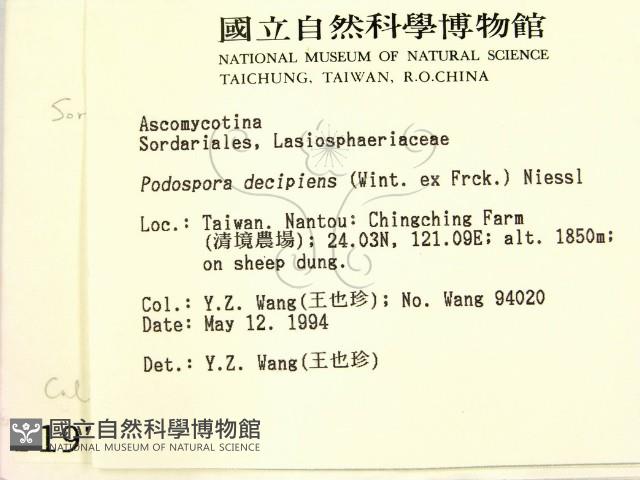 國立自然科學博物館
NATIONAL MUSEUM OF NATURAL SCIENCE
TAICHUNG, TAIWAN, R.O.CHINA
Sor
Ascomycotina
Sordariales, Lasiosphaeriaceae
Podospora decipiens (Wint. ex Frck.) Niessl
Loc.: Taiwan. Nantou: Chingching Farm
(清境農場); 24.03N, 121.09E; alt. 1850m;
on sheep dung.
Col.: Y.Z. Wang(王也珍); No. Wang 94020
Date: May 12. 1994
Det.: Y.Z. Wang(王也珍)
Col
19'
國立自然科學博物館
NATIONAL MUSEUM OF NATURAL SCIENCE